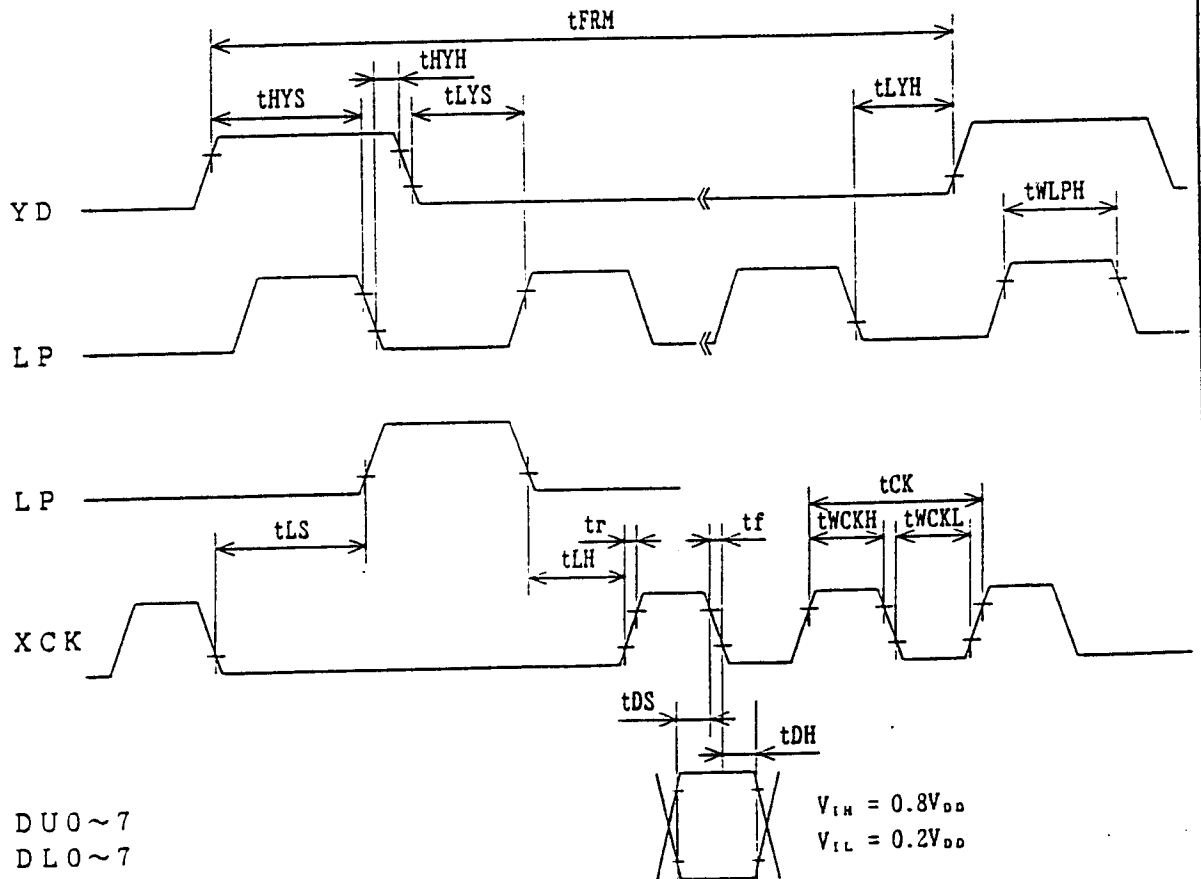 tFRM
tHYH
tHYS
tLYS
tLYH
YD
tWLPH
LP
LP
tCK
tLS
tr
tf
tWCKH
tWCKL
tLH
XCK
tDS
tDH
DU0~7
DL0~7
VIH = 0.8VDD
VIL = 0.2VDD